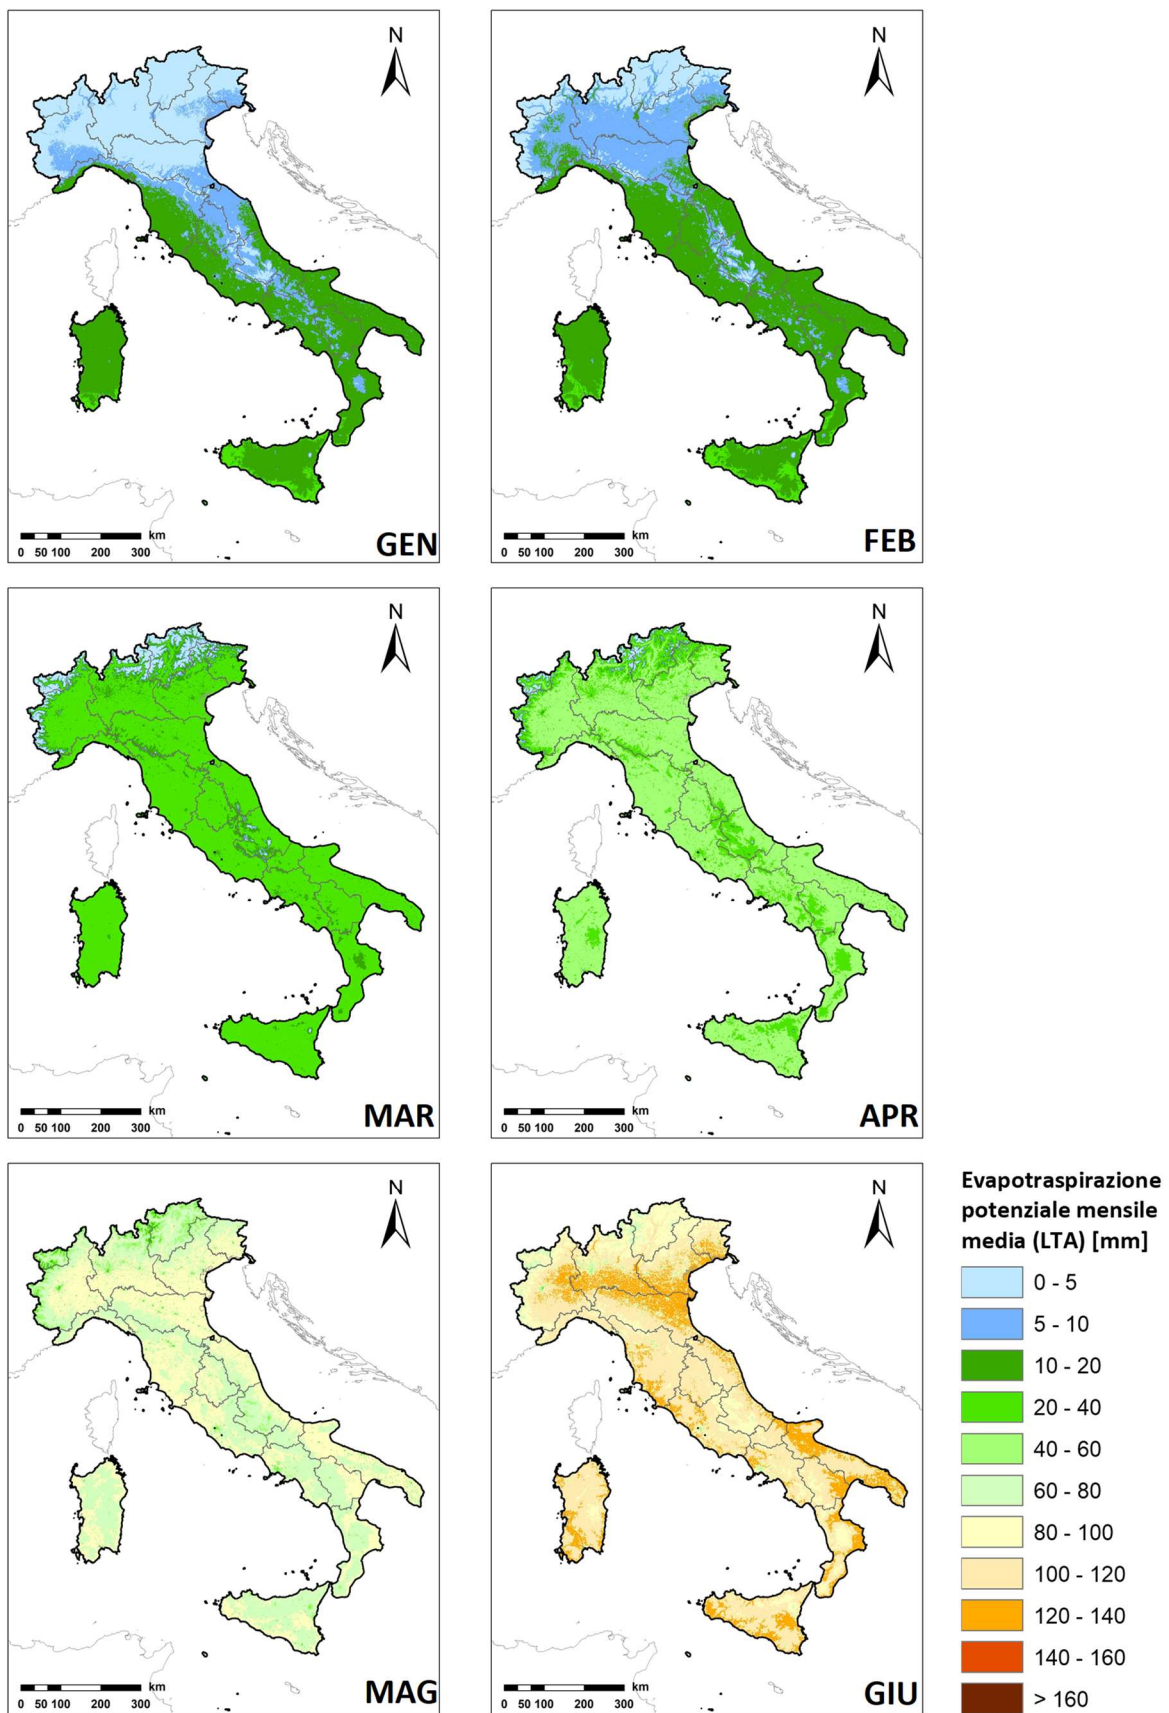 N
N
km
0 50 100 200 300
GEN
km
0 50 100 200 300
FEB
N
N
km
0 50 100 200 300
MAR
km
0 50 100 200 300
APR
N
N
km
0 50 100 200 300
MAG
km
0 50 100 200 300
GIU
Evapotraspirazione
potenziale mensile
media (LTA) [mm]
0 - 5
5 - 10
10 - 20
20 - 40
40 - 60
60 - 80
80 - 100
100 - 120
120 - 140
140 - 160
> 160